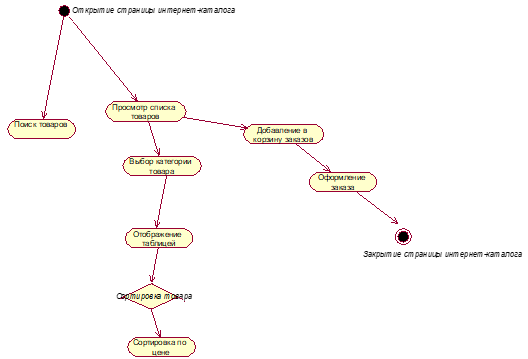 Открытие страницы интернет-каталога
Поиск товаров
Просмотр списка
товаров
Добавление в
корзину заказов
Выбор категории
товара
Оформление
заказа
Отображение
таблицей
Закрытие страницы интернет-каталога
Сортировка товара
Сортировка по
цене